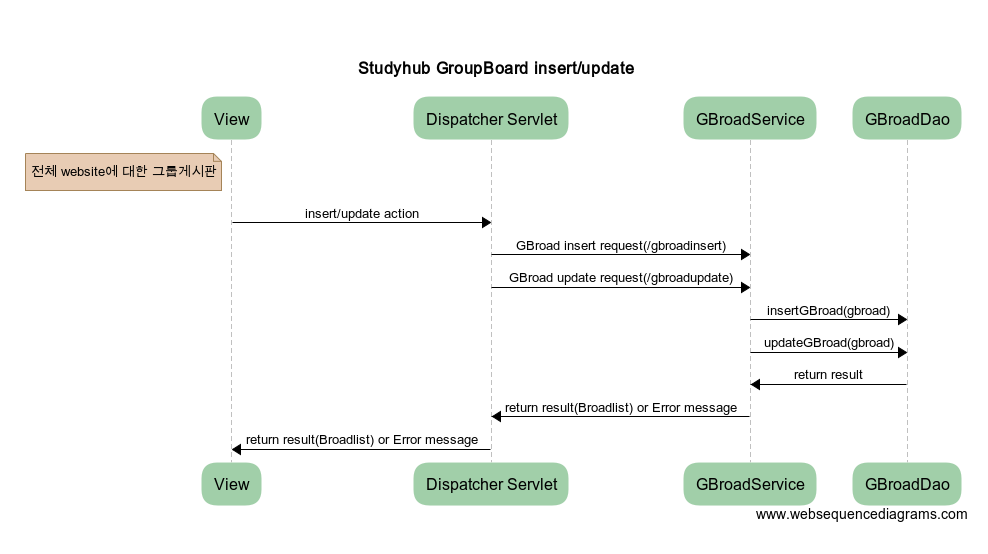 Studyhub GroupBoard insert/update
View
Dispatcher Servlet
GBroadService
GBroadDao
전체 website에 대한 그룹게시판
insert/update action
GBroad insert request(/gbroadinsert)
GBroad update request(/gbroadupdate)
insertGBroad(gbroad)
updateGBroad(gbroad)
return result
return result(Broadlist) or Error message
return result(Broadlist) or Error message
View
Dispatcher Servlet
GBroadService
GBroadDao
www.websequencediagrams.com